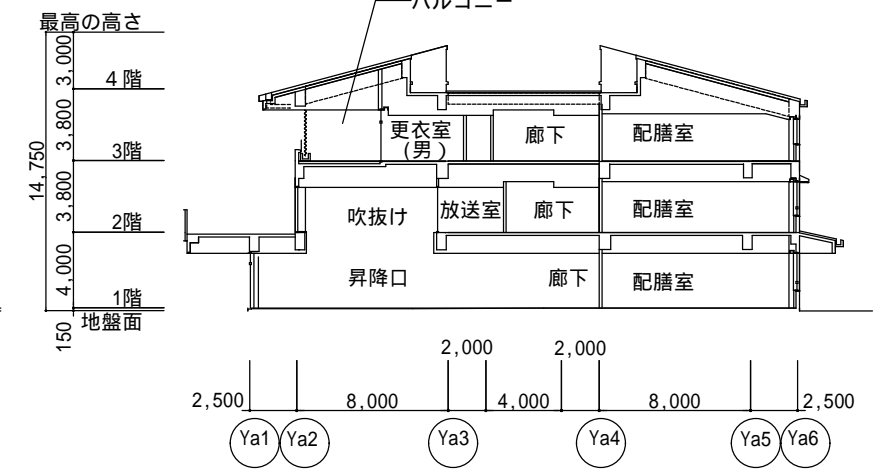 バルコニー
最高の高さ
3,000
4階
3,800
3階
14,750
3,800
2階
4,000
1階
地盤面
150
更衣室
(男)
廊下
配膳室
吹抜け
放送室
廊下
配膳室
昇降口
廊下
配膳室
2,000
2,000
2,500
8,000
4,000
8,000
2,500
Ya1
Ya2
Ya3
Ya4
Ya5
Ya6